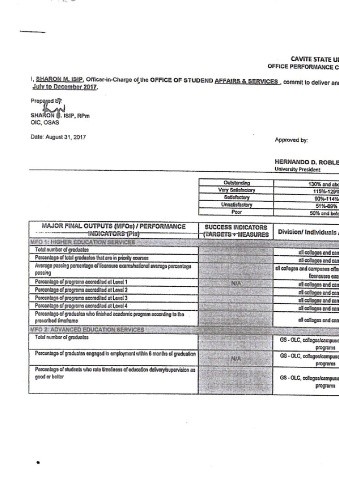 CAVITE STATE U
OFFICE PERFORMANCE C
I, SHARON M. ISIP, Officer-in-Charge of the OFFICE OF STUDEND AFFAIRS & SERVICES , commit to deliver an
July to December 2017.
Prepared by:
SHARON M. ISIP, RPm
OIC, OSAS
Date: August 31, 2017
Approved by:
HERNANDO D. ROBLE
University President
Outstanding 130% and ab
Very Satisfactory 115%-129%
Satisfactory 90%-114%
Unsatisfactory 51%-89%
Poor 50% and belo
MAJOR FINAL OUTPUTS (MFOs) / PERFORMANCE
INDICATORS (PIs)
SUCCESS INDICATORS
TARGETS + MEASURES
Division/ Individuals
MFO 1: HIGHER EDUCATION SERVICES
Total number of graduates all colleges and cam
Percentage of total graduates that are in priority courses all colleges and cam
Average passing percentage of licensure exams/national average percentage
passing
all colleges and campuses
licensure exam
Percentage of programs accredited at Level 1 N/A all colleges and cam
Percentage of programs accredited at Level 2 all colleges and cam
Percentage of programs accredited at Level 3 all colleges and cam
Percentage of programs accredited at Level 4 all colleges and cam
Percentage of graduates who finished academic program according to the
prescribed timeframe
all colleges and cam
MFO 2: ADVANCED EDUCATION SERVICES
Total number of graduates GS - OLC, colleges/campus
programs
Percentage of graduates engaged in employment within 6 months of graduation N/A GS - OLC, colleges/campus
programs
Percentage of students who rate timeliness of education delivery/supervision as
good or better
GS - OLC, colleges/campus
programs